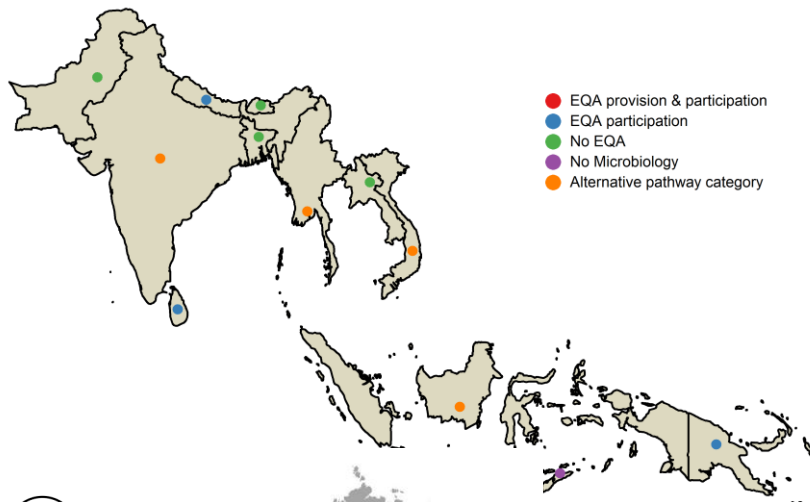 EQA provision & participation
EQA participation
No EQA
No Microbiology
Alternative pathway category